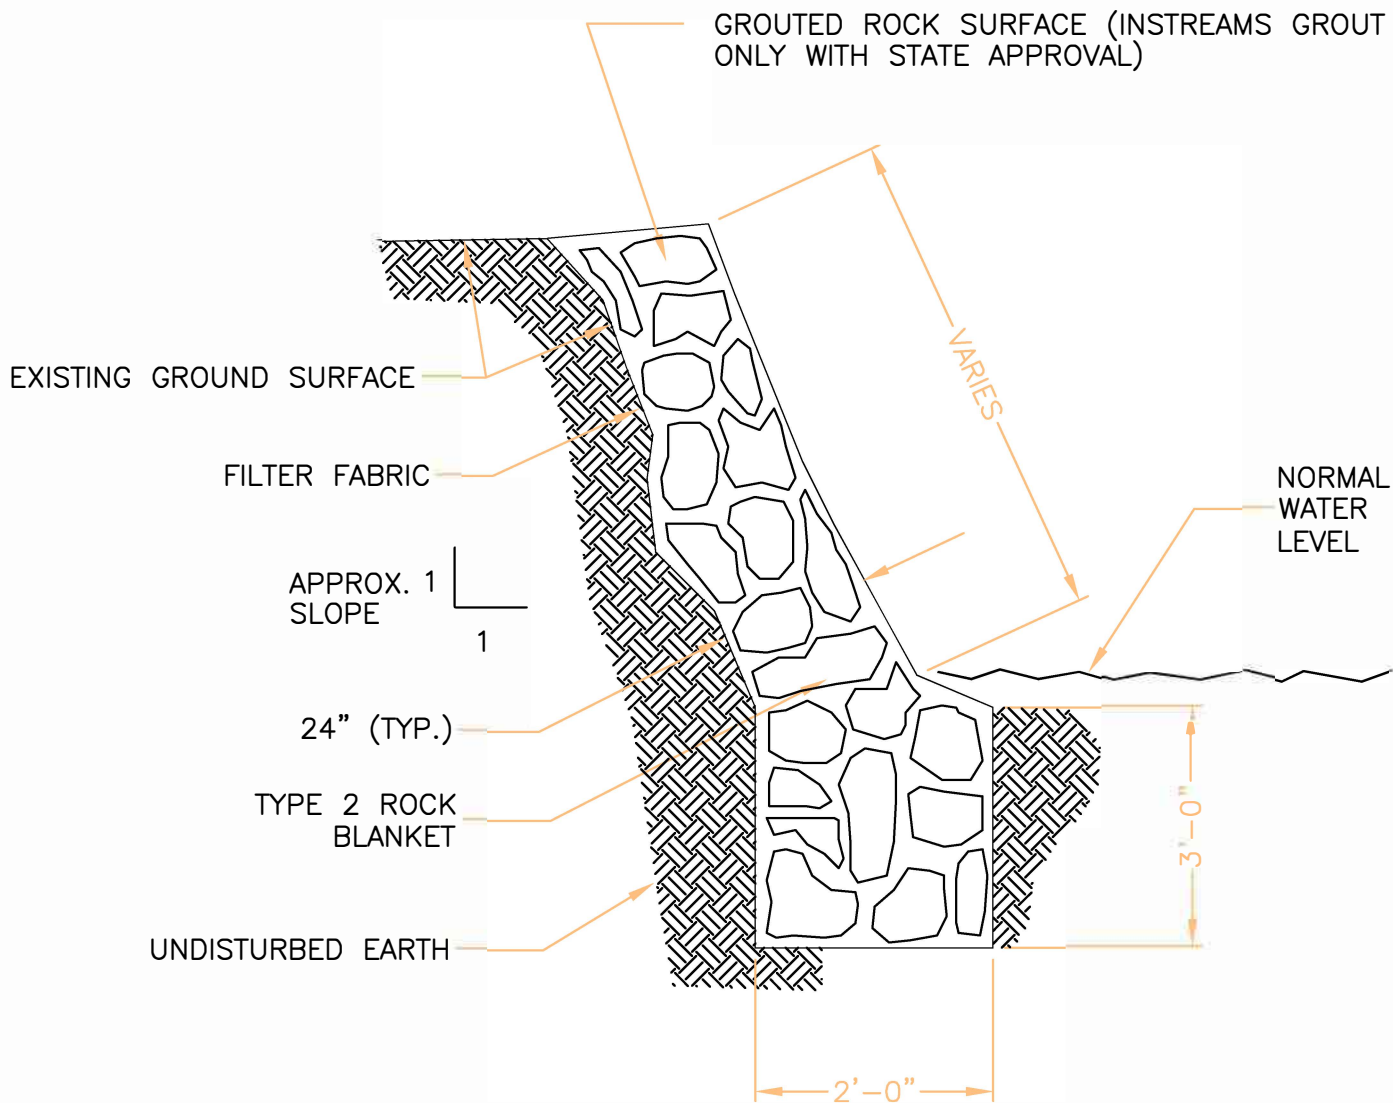 GROUTED ROCK SURFACE (INSTREAMS GROUT
ONLY WITH STATE APPROVAL)
VARIES
EXISTING GROUND SURFACE
FILTER FABRIC
NORMAL
WATER
LEVEL
APPROX. 1
SLOPE
1
24" (TYP.)
TYPE 2 ROCK
BLANKET
3'-0"
UNDISTURBED EARTH
2'-0"